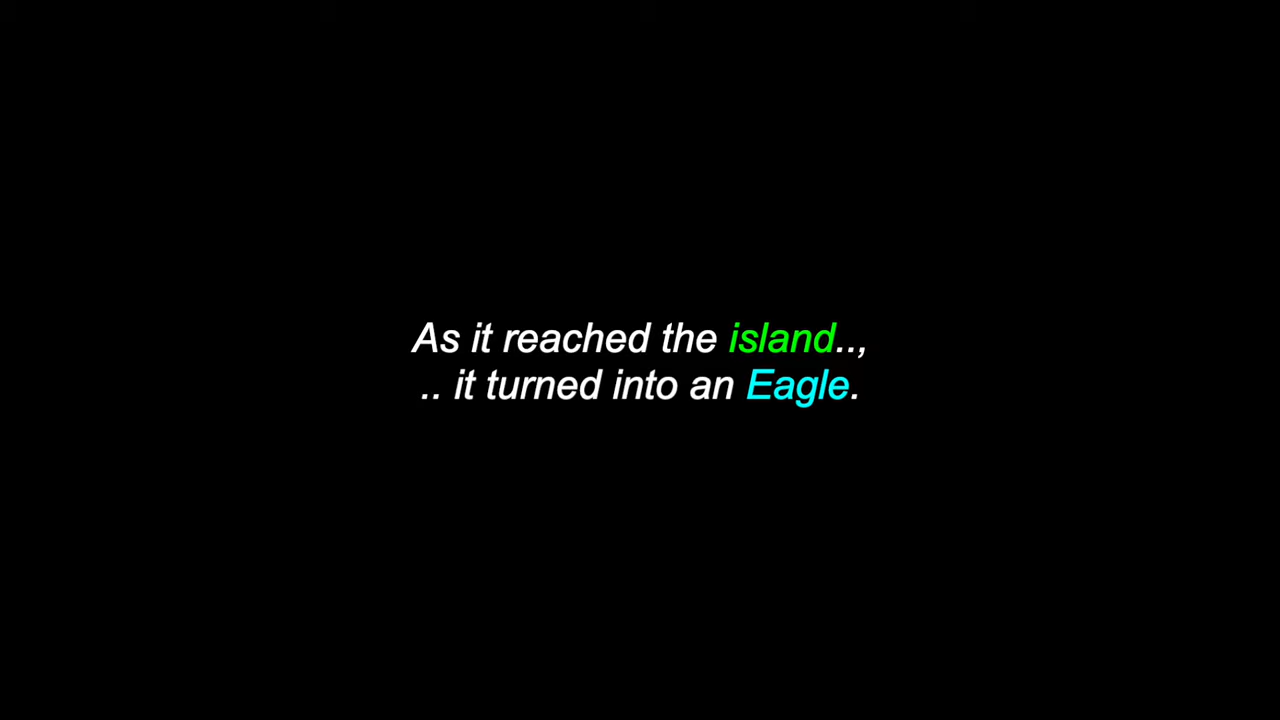 As it reached the island..,
.. it turned into an Eagle.